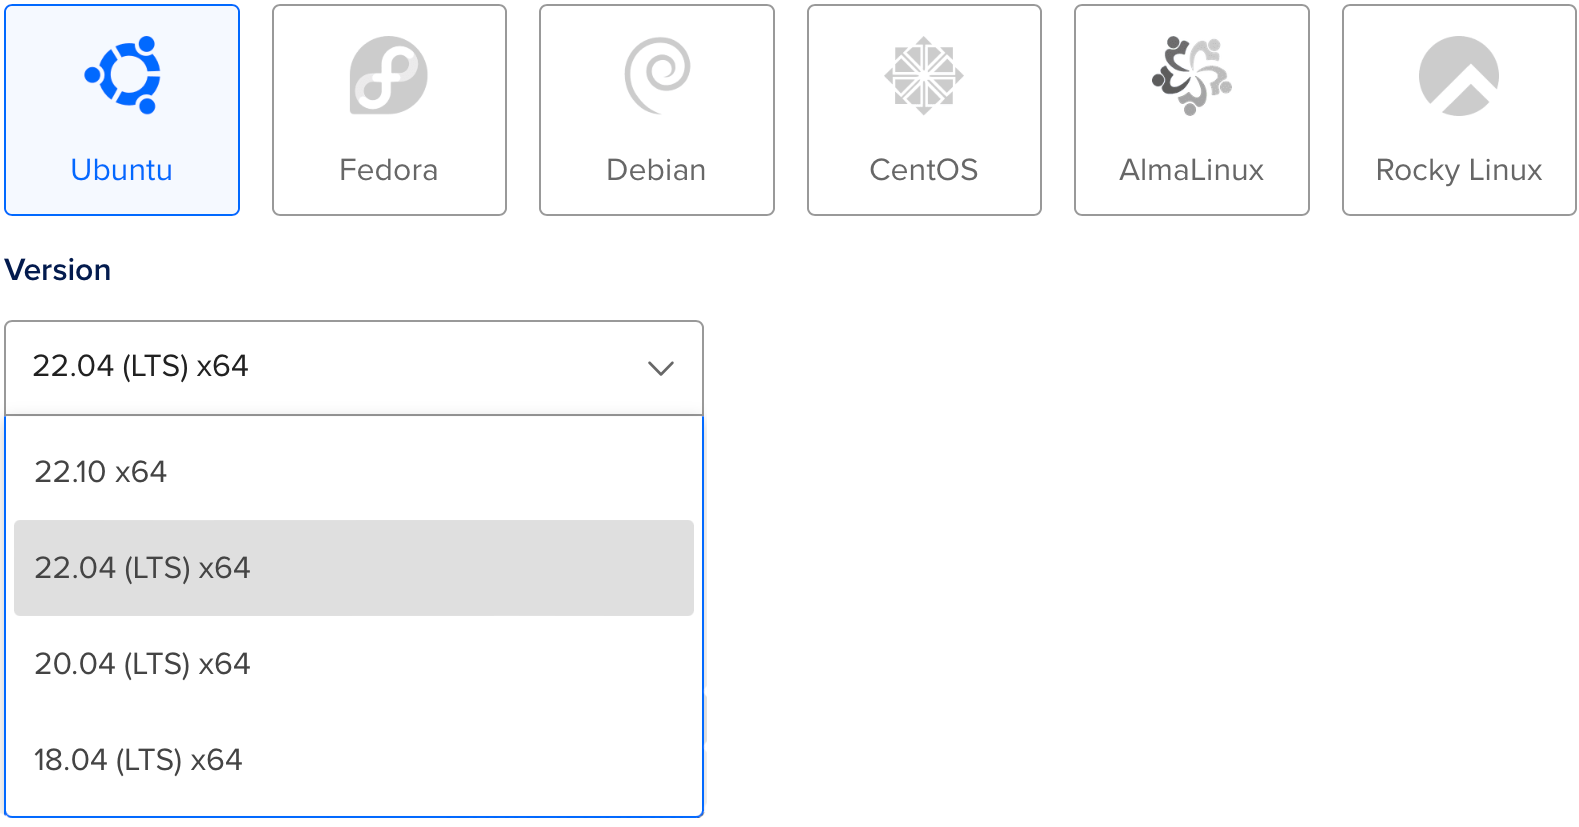 Ubuntu
Fedora
Debian
CentOS
AlmaLinux
Rocky Linux
Version
22.04 (LTS) x64
22.10 x64
22.04 (LTS) x64
20.04 (LTS) x64
18.04 (LTS) x64